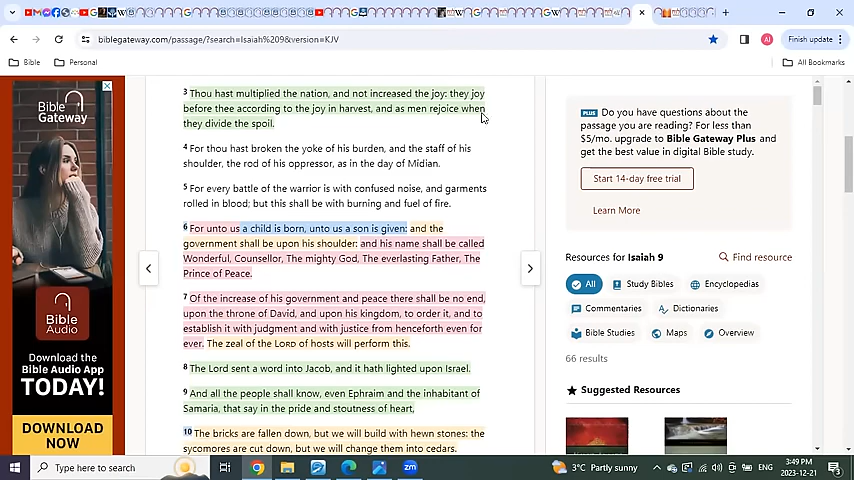 biblegateway.com/passage/?search=Isaiah%209&version=KJV
AI
Finish update
Bible
Personal
All Bookmarks
Bible
Gateway
Bible
Audio
Download the
Bible Audio App
TODAY!
DOWNLOAD
NOW
3 Thou hast multiplied the nation, and not increased the joy: they joy
before thee according to the joy in harvest, and as men rejoice when
they divide the spoil.
4 For thou hast broken the yoke of his burden, and the staff of his
shoulder, the rod of his oppressor, as in the day of Midian.
5 For every battle of the warrior is with confused noise, and garments
rolled in blood; but this shall be with burning and fuel of fire.
6 For unto us a child is born, unto us a son is given: and the
government shall be upon his shoulder: and his name shall be called
Wonderful, Counsellor, The mighty God, The everlasting Father, The
Prince of Peace.
7 Of the increase of his government and peace there shall be no end,
upon the throne of David, and upon his kingdom, to order it, and to
establish it with judgment and with justice from henceforth even for
ever. The zeal of the LORD of hosts will perform this.
8 The Lord sent a word into Jacob, and it hath lighted upon Israel.
9 And all the people shall know, even Ephraim and the inhabitant of
Samaria, that say in the pride and stoutness of heart,
10 The bricks are fallen down, but we will build with hewn stones: the
sycomores are cut down, but we will change them into cedars.
PLUS Do you have questions about the
passage you are reading? For less than
$5/mo. upgrade to Bible Gateway Plus and
get the best value in digital Bible study.
Start 14-day free trial
Learn More
Resources for Isaiah 9
Find resource
All
Study Bibles
Encyclopedias
Commentaries
Dictionaries
Bible Studies
Maps
Overview
66 results
Suggested Resources
Type here to search
zm
3°C Partly sunny
ENG
3:49 PM
2023-12-21
3